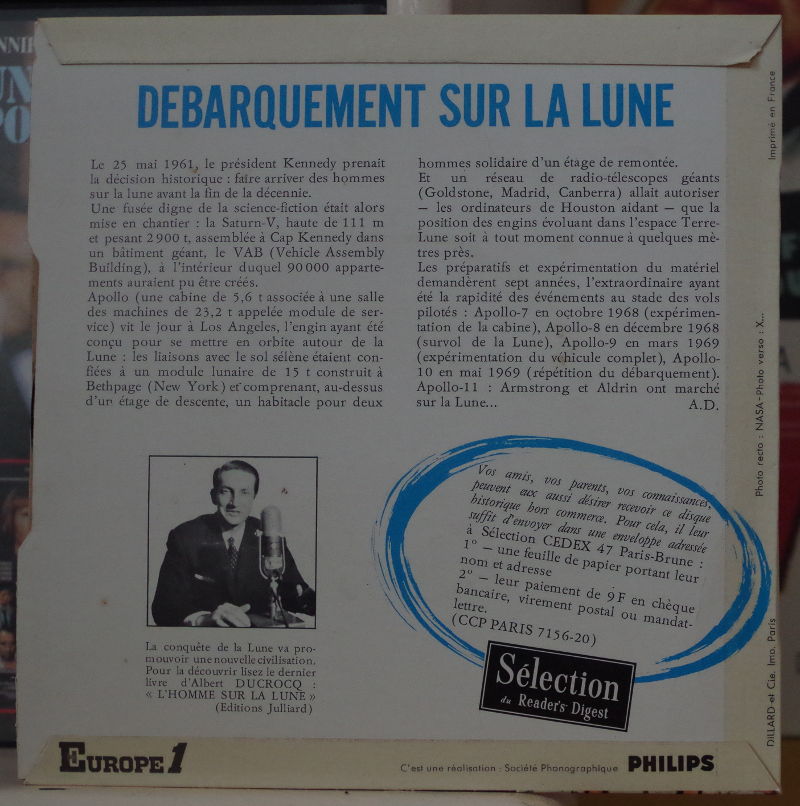 DEBARQUEMENT SUR LA LUNE
Le 25 mai 1961, le président Kennedy prenait
la décision historique : faire arriver des hommes
sur la lune avant la fin de la décennie.
Une fusée digne de la science-fiction était alors
mise en chantier : la Saturn-V, haute de 111 m
et pesant 2 900 t, assemblée à Cap Kennedy dans
un bâtiment géant, le VAB (Vehicle Assembly
Building), à l'intérieur duquel 90 000 apparte-
ments auraient pu être créés.
Apollo (une cabine de 5,6 t associée à une salle
des machines de 23,2 t appelée module de ser-
vice) vit le jour à Los Angeles, l'engin ayant été
conçu pour se mettre en orbite autour de la
Lune : les liaisons avec le sol sélène étaient con-
fiées à un module lunaire de 15 t construit à
Bethpage (New York) et comprenant, au-dessus
d'un étage de descente, un habitacle pour deux
hommes solidaire d'un étage de remontée.
Et un réseau de radio-télescopes géants
(Goldstone, Madrid, Canberra) allait autoriser
— les ordinateurs de Houston aidant — que la
position des engins évoluant dans l'espace Terre-
Lune soit à tout moment connue à quelques mè-
tres près.
Les préparatifs et expérimentation du matériel
demandèrent sept années, l'extraordinaire ayant
été la rapidité des événements au stade des vols
pilotés : Apollo-7 en octobre 1968 (expérimen-
tation de la cabine), Apollo-8 en décembre 1968
(survol de la Lune), Apollo-9 en mars 1969
(expérimentation du véhicule complet), Apollo-
10 en mai 1969 (répétition du débarquement).
Apollo-11 : Armstrong et Aldrin ont marché
sur la Lune... A.D.
La conquête de la Lune va pro-
mouvoir une nouvelle civilisation.
Pour la découvrir lisez le dernier
livre d'Albert DUCROCQ :
« L'HOMME SUR LA LUNE »
(Editions Julliard)
Vos amis, vos parents, vos connaissances,
peuvent eux aussi désirer recevoir ce disque
historique hors commerce. Pour cela, il leur
suffit d'envoyer dans une enveloppe adressée
à Sélection CEDEX 47 Paris-Brune :
1° — une feuille de papier portant leur
nom et adresse
2° — leur paiement de 9 F en chèque
bancaire, virement postal ou mandat-
lettre.
(CCP PARIS 7156-20)
Sélection
du Reader's Digest
EUROPE 1
C'est une réalisation : Société Phonographique PHILIPS
Imprimé en France
Photo recto : NASA - Photo verso : X...
DILLARD et Cie. Imp. Paris